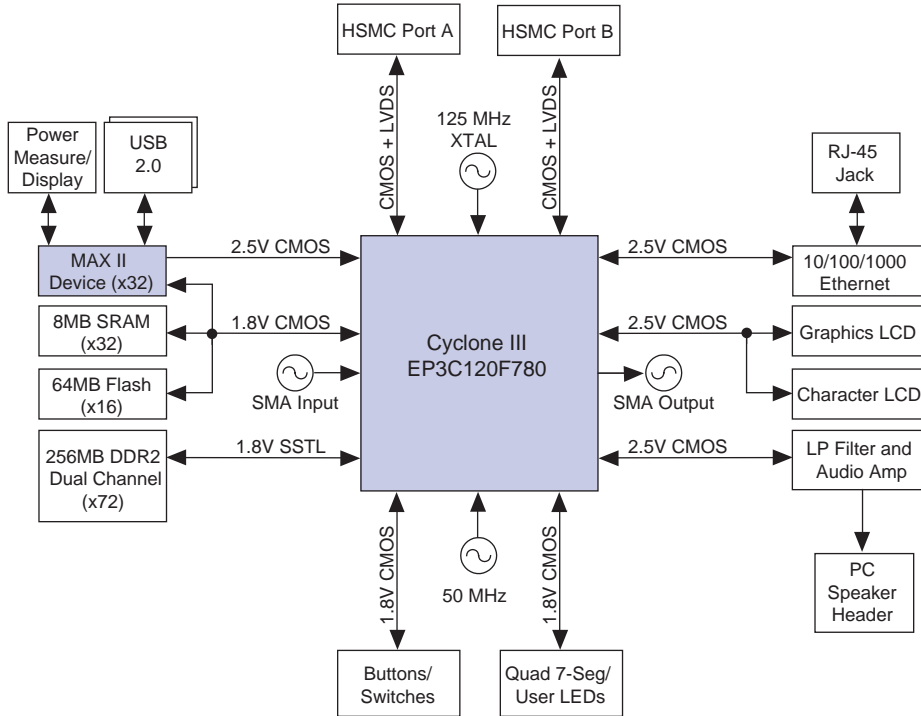 HSMC Port A
HSMC Port B
CMOS + LVDS
125 MHz
XTAL
CMOS + LVDS
Power
Measure/
Display
USB
2.0
RJ-45
Jack
MAX II
Device (x32)
2.5V CMOS
2.5V CMOS
10/100/1000
Ethernet
8MB SRAM
(x32)
1.8V CMOS
Cyclone III
EP3C120F780
2.5V CMOS
Graphics LCD
64MB Flash
(x16)
SMA Input
SMA Output
Character LCD
256MB DDR2
Dual Channel
(x72)
1.8V SSTL
2.5V CMOS
LP Filter and
Audio Amp
1.8V CMOS
50 MHz
1.8V CMOS
PC
Speaker
Header
Buttons/
Switches
Quad 7-Seg/
User LEDs